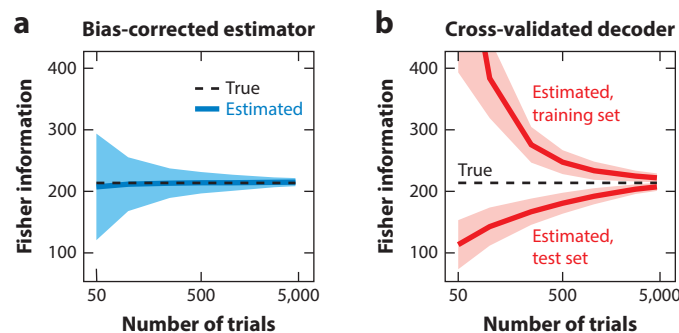 a
Bias-corrected estimator
Fisher information
400
300
200
100
True
Estimated
50
500
5,000
Number of trials
b
Cross-validated decoder
Fisher information
400
300
200
100
Estimated,
training set
True
Estimated,
test set
50
500
5,000
Number of trials